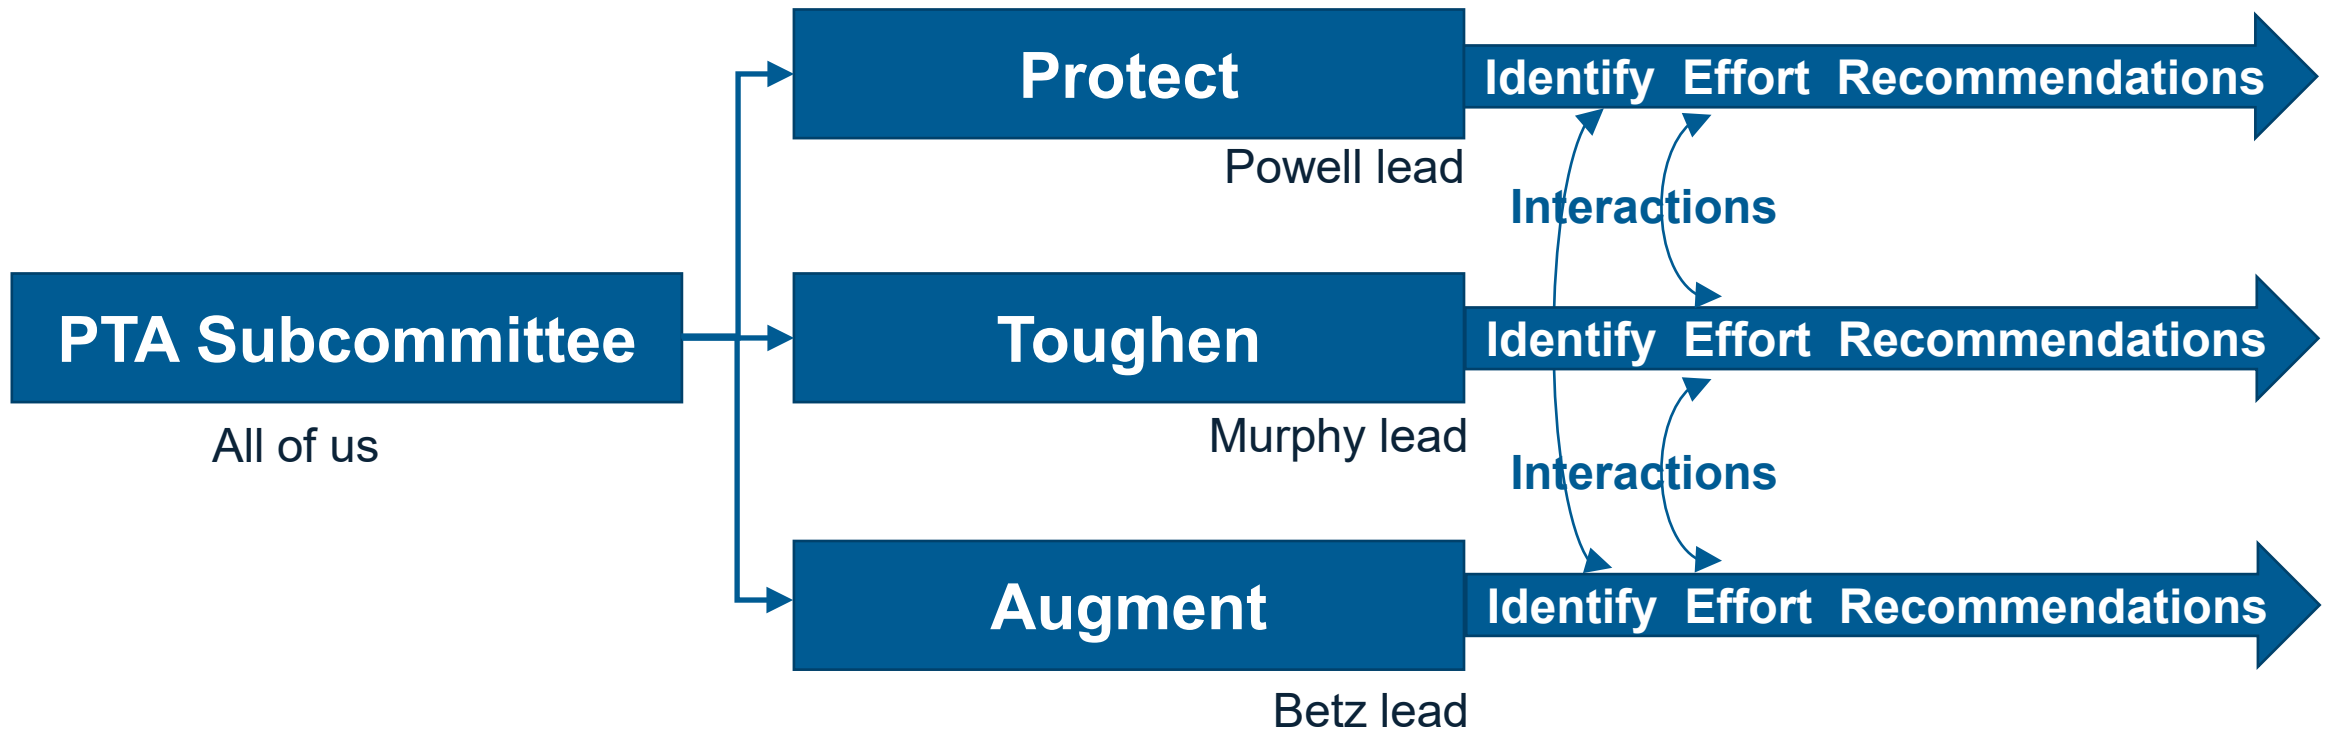 Protect
Identify Effort Recommendations
Powell lead
Interactions
PTA Subcommittee
All of us
Toughen
Identify Effort Recommendations
Murphy lead
Interactions
Augment
Identify Effort Recommendations
Betz lead